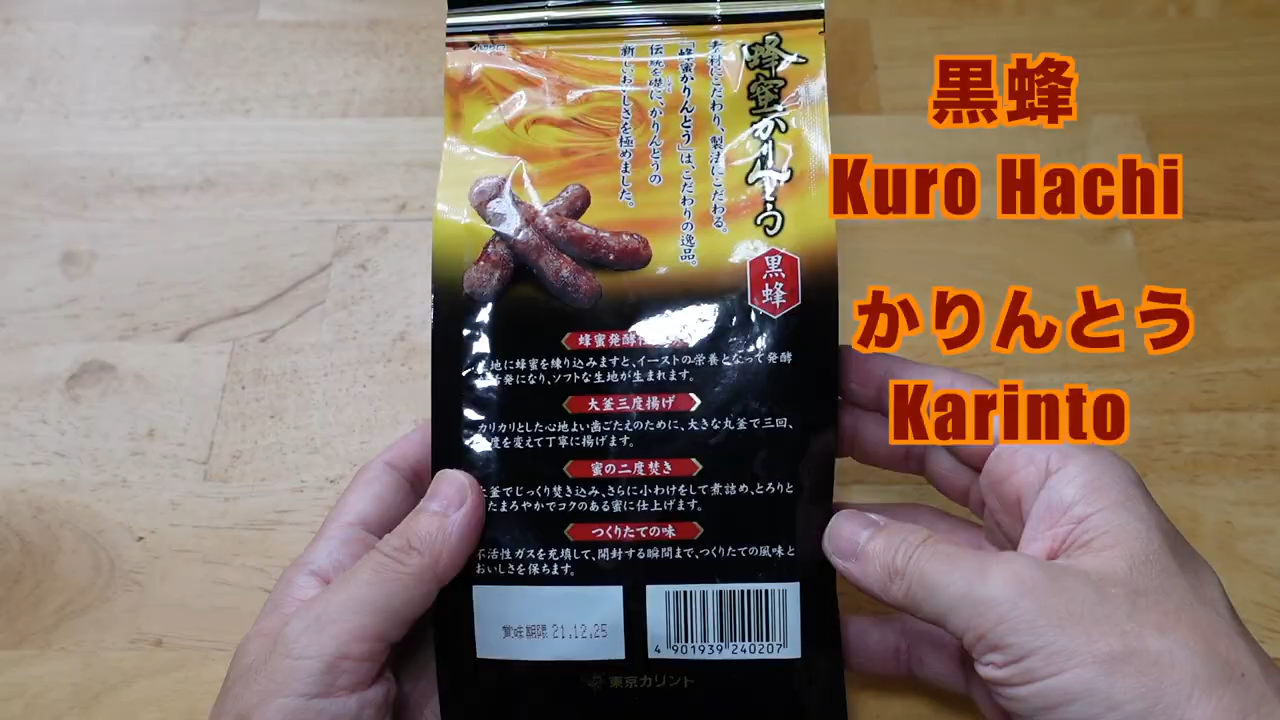 蜂蜜かりんとう
黒蜂
素材にこだわり、製法にこだわる。
「蜂蜜かりんとう」は、こだわりの逸品。
伝統を礎に、かりんとうの
新しいおいしさを極めました。
蜂蜜発酵
地に蜂蜜を練り込みますと、イーストの栄養となって発酵
発になり、ソフトな生地が生まれます。
大釜三度揚げ
カリカリとした心地よい歯ごたえのために、大きな丸釜で三回、
度を変えて丁寧に揚げます。
蜜の二度焚き
釜でじっくり焚き込み、さらに小わけをして煮詰め、とろりと
たまろやかでコクのある蜜に仕上げます。
つくりたての味
不活性ガスを充填して、開封する瞬間まで、つくりたての風味と
おいしさを保ちます。
賞味期限 21.12.25
4 901939 240207
東京カリント
黒蜂
Kuro Hachi
かりんとう
Karinto